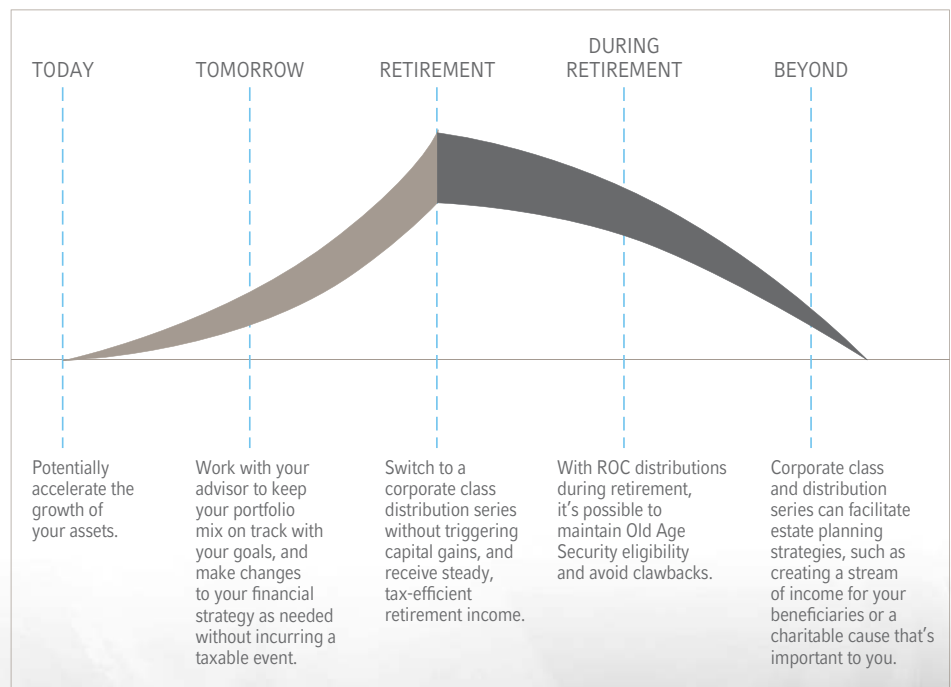 TODAY
TOMORROW
RETIREMENT
DURING
RETIREMENT
BEYOND
Potentially
accelerate the
growth of
your assets.
Work with your
advisor to keep
your portfolio
mix on track with
your goals, and
make changes
to your financial
strategy as needed
without incurring a
taxable event.
Switch to a
corporate class
distribution series
without triggering
capital gains, and
receive steady,
tax-efficient
retirement income.
With ROC distributions
during retirement,
it's possible to
maintain Old Age
Security eligibility
and avoid clawbacks.
Corporate class
and distribution
series can facilitate
estate planning
strategies, such as
creating a stream
of income for your
beneficiaries or a
charitable cause that's
important to you.